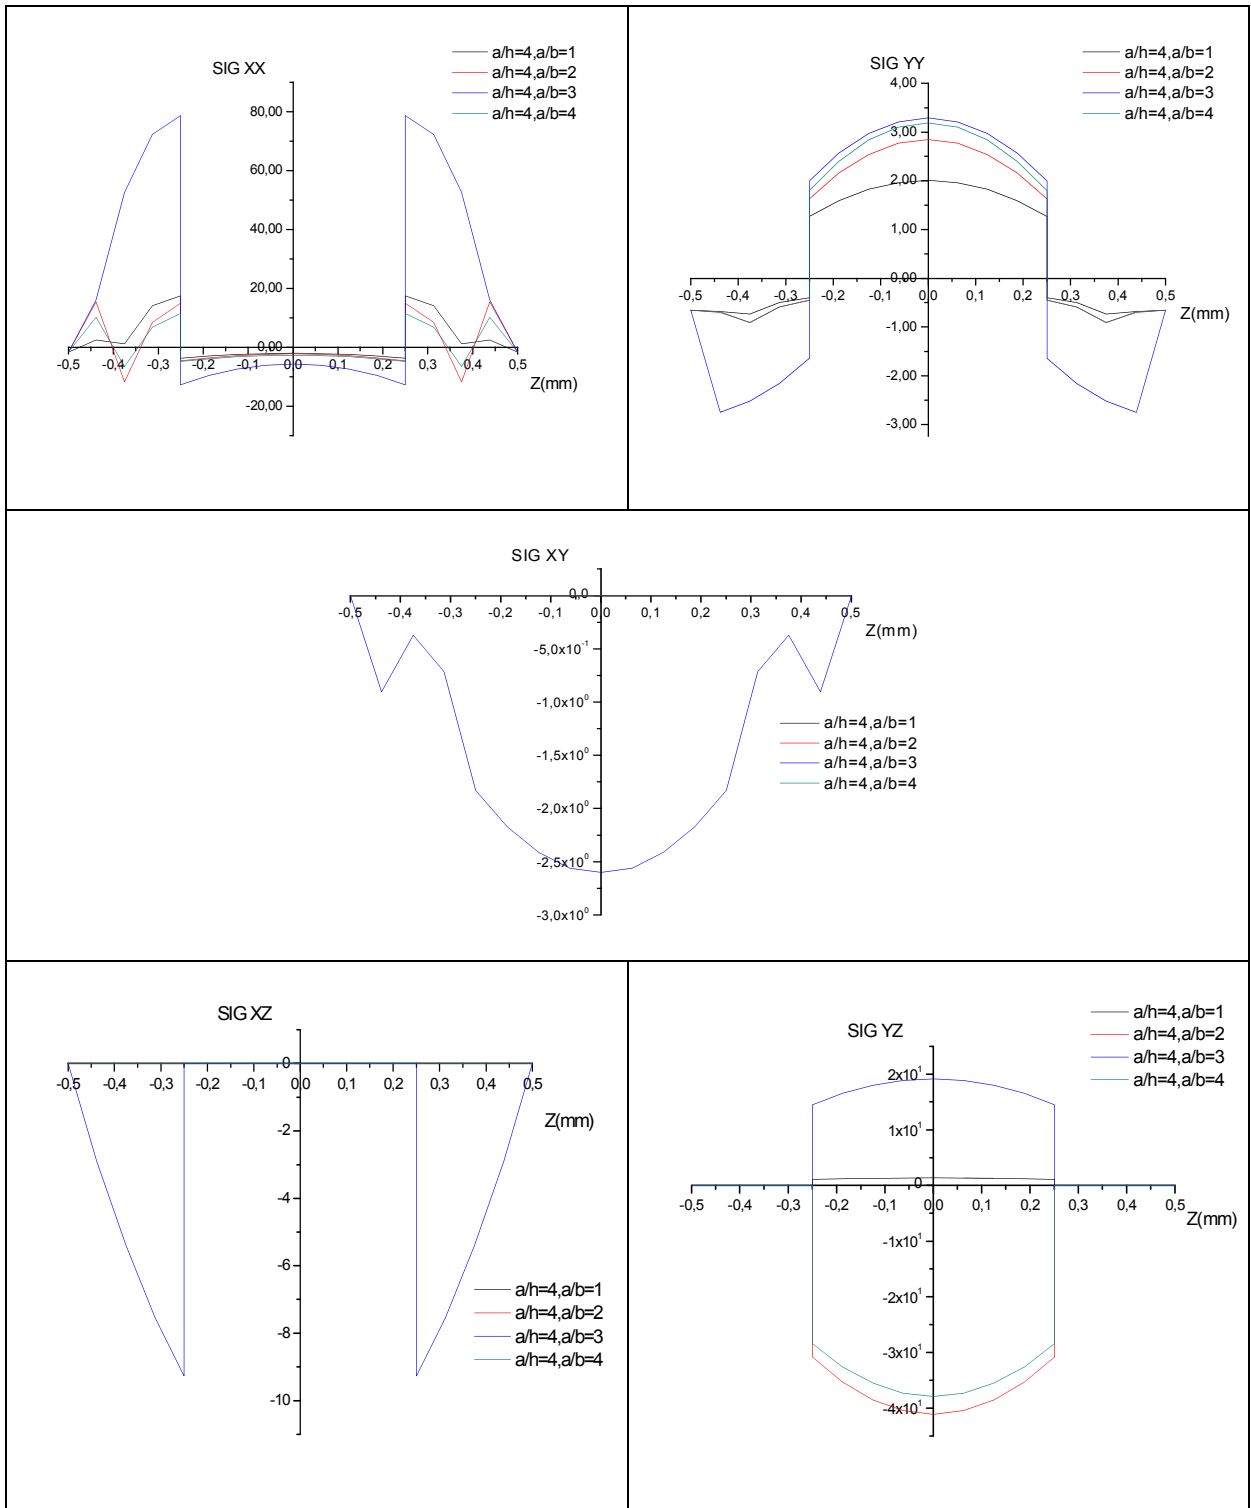 SIG XX
a/h=4,a/b=1
a/h=4,a/b=2
a/h=4,a/b=3
a/h=4,a/b=4
80,00
60,00
40,00
20,00
0,00
-0,5 -0,4 -0,3 -0,2 -0,1 0,0 0,1 0,2 0,3 0,4 0,5
Z(mm)
-20,00
SIG YY
a/h=4,a/b=1
a/h=4,a/b=2
a/h=4,a/b=3
a/h=4,a/b=4
4,00
3,00
2,00
1,00
0,00
-0,5 -0,4 -0,3 -0,2 -0,1 0,0 0,1 0,2 0,3 0,4 0,5
Z(mm)
-1,00
-2,00
-3,00
SIG XY
0,0
-0,5 -0,4 -0,3 -0,2 -0,1 0,0 0,1 0,2 0,3 0,4 0,5
Z(mm)
-5,0x10⁻¹
-1,0x10⁰
-1,5x10⁰
-2,0x10⁰
-2,5x10⁰
-3,0x10⁰
a/h=4,a/b=1
a/h=4,a/b=2
a/h=4,a/b=3
a/h=4,a/b=4
SIG XZ
0
-0,5 -0,4 -0,3 -0,2 -0,1 0,0 0,1 0,2 0,3 0,4 0,5
Z(mm)
-2
-4
-6
-8
-10
a/h=4,a/b=1
a/h=4,a/b=2
a/h=4,a/b=3
a/h=4,a/b=4
SIG YZ
a/h=4,a/b=1
a/h=4,a/b=2
a/h=4,a/b=3
a/h=4,a/b=4
2x10¹
1x10¹
0
-0,5 -0,4 -0,3 -0,2 -0,1 0,0 0,1 0,2 0,3 0,4 0,5
Z(mm)
-1x10¹
-2x10¹
-3x10¹
-4x10¹